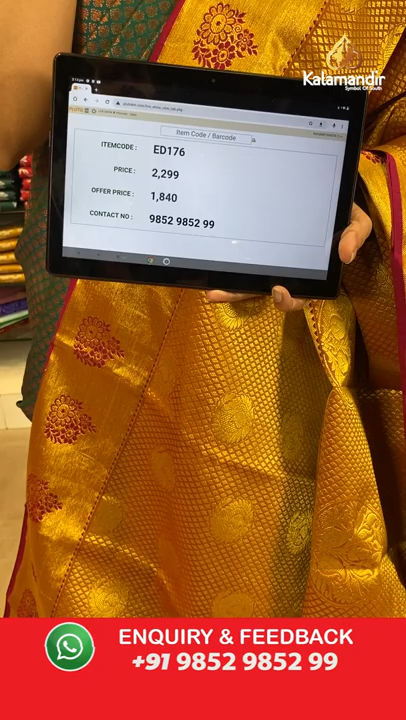 Kalamandir
Symbol Of South
Item Code / Barcode
ITEMCODE : ED176
PRICE : 2,299
OFFER PRICE : 1,840
CONTACT NO : 9852 9852 99
ENQUIRY & FEEDBACK
+91 9852 9852 99